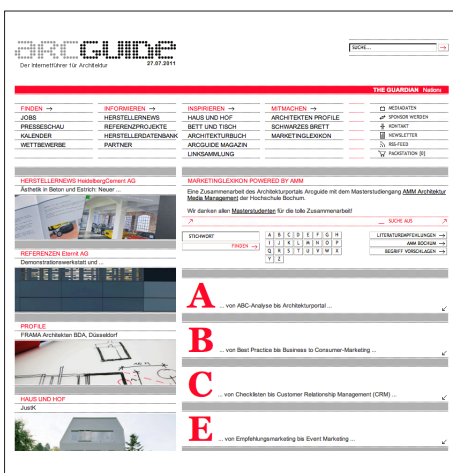 arcguide
SUCHE...
Der Internetführer für Architektur 27.07.2011
THE GUARDIAN Nation
FINDEN → INFORMIEREN → INSPIRIEREN → MITMACHEN →
JOBS HERSTELLERNEWS HAUS UND HOF ARCHITEKTEN PROFILE
PRESSESCHAU REFERENZPROJEKTE BETT UND TISCH SCHWARZES BRETT
KALENDER HERSTELLERDATENBANK ARCHITEKTURBUCH MARKETINGLEXIKON
WETTBEWERBE PARTNER ARCGUIDE MAGAZIN
LINKSAMMLUNG
MEDIADATEN
SPONSOR WERDEN
KONTAKT
NEWSLETTER
RSS-FEED
PACKSTATION [0]
HERSTELLERNEWS HeidelbergCement AG
Ästhetik in Beton und Estrich: Neuer ...
REFERENZEN Eternit AG
Demonstrationswerkstatt und ...
PROFILE
FRAMA Architekten BDA, Düsseldorf
HAUS UND HOF
JustK
MARKETINGLEXIKON POWERED BY AMM
Eine Zusammenarbeit des Architekturportals Arcguide mit dem Masterstudiengang AMM Architektur
Media Management der Hochschule Bochum.
Wir danken allen Masterstudenten für die tolle Zusammenarbeit!
SUCHE AUS
STICHWORT
FINDEN →
A B C D E F G H
I J K L M N O P
Q R S T U V W X
Y Z
LITERATUREMPFEHLUNGEN →
AMM BOCHUM →
BEGRIFF VORSCHLAGEN →
A ... von ABC-Analyse bis Architekturportal ...
B ... von Best Practice bis Business to Consumer-Marketing ...
C ... von Checklisten bis Customer Relationship Management (CRM) ...
E ... von Empfehlungsmarketing bis Event Marketing ...